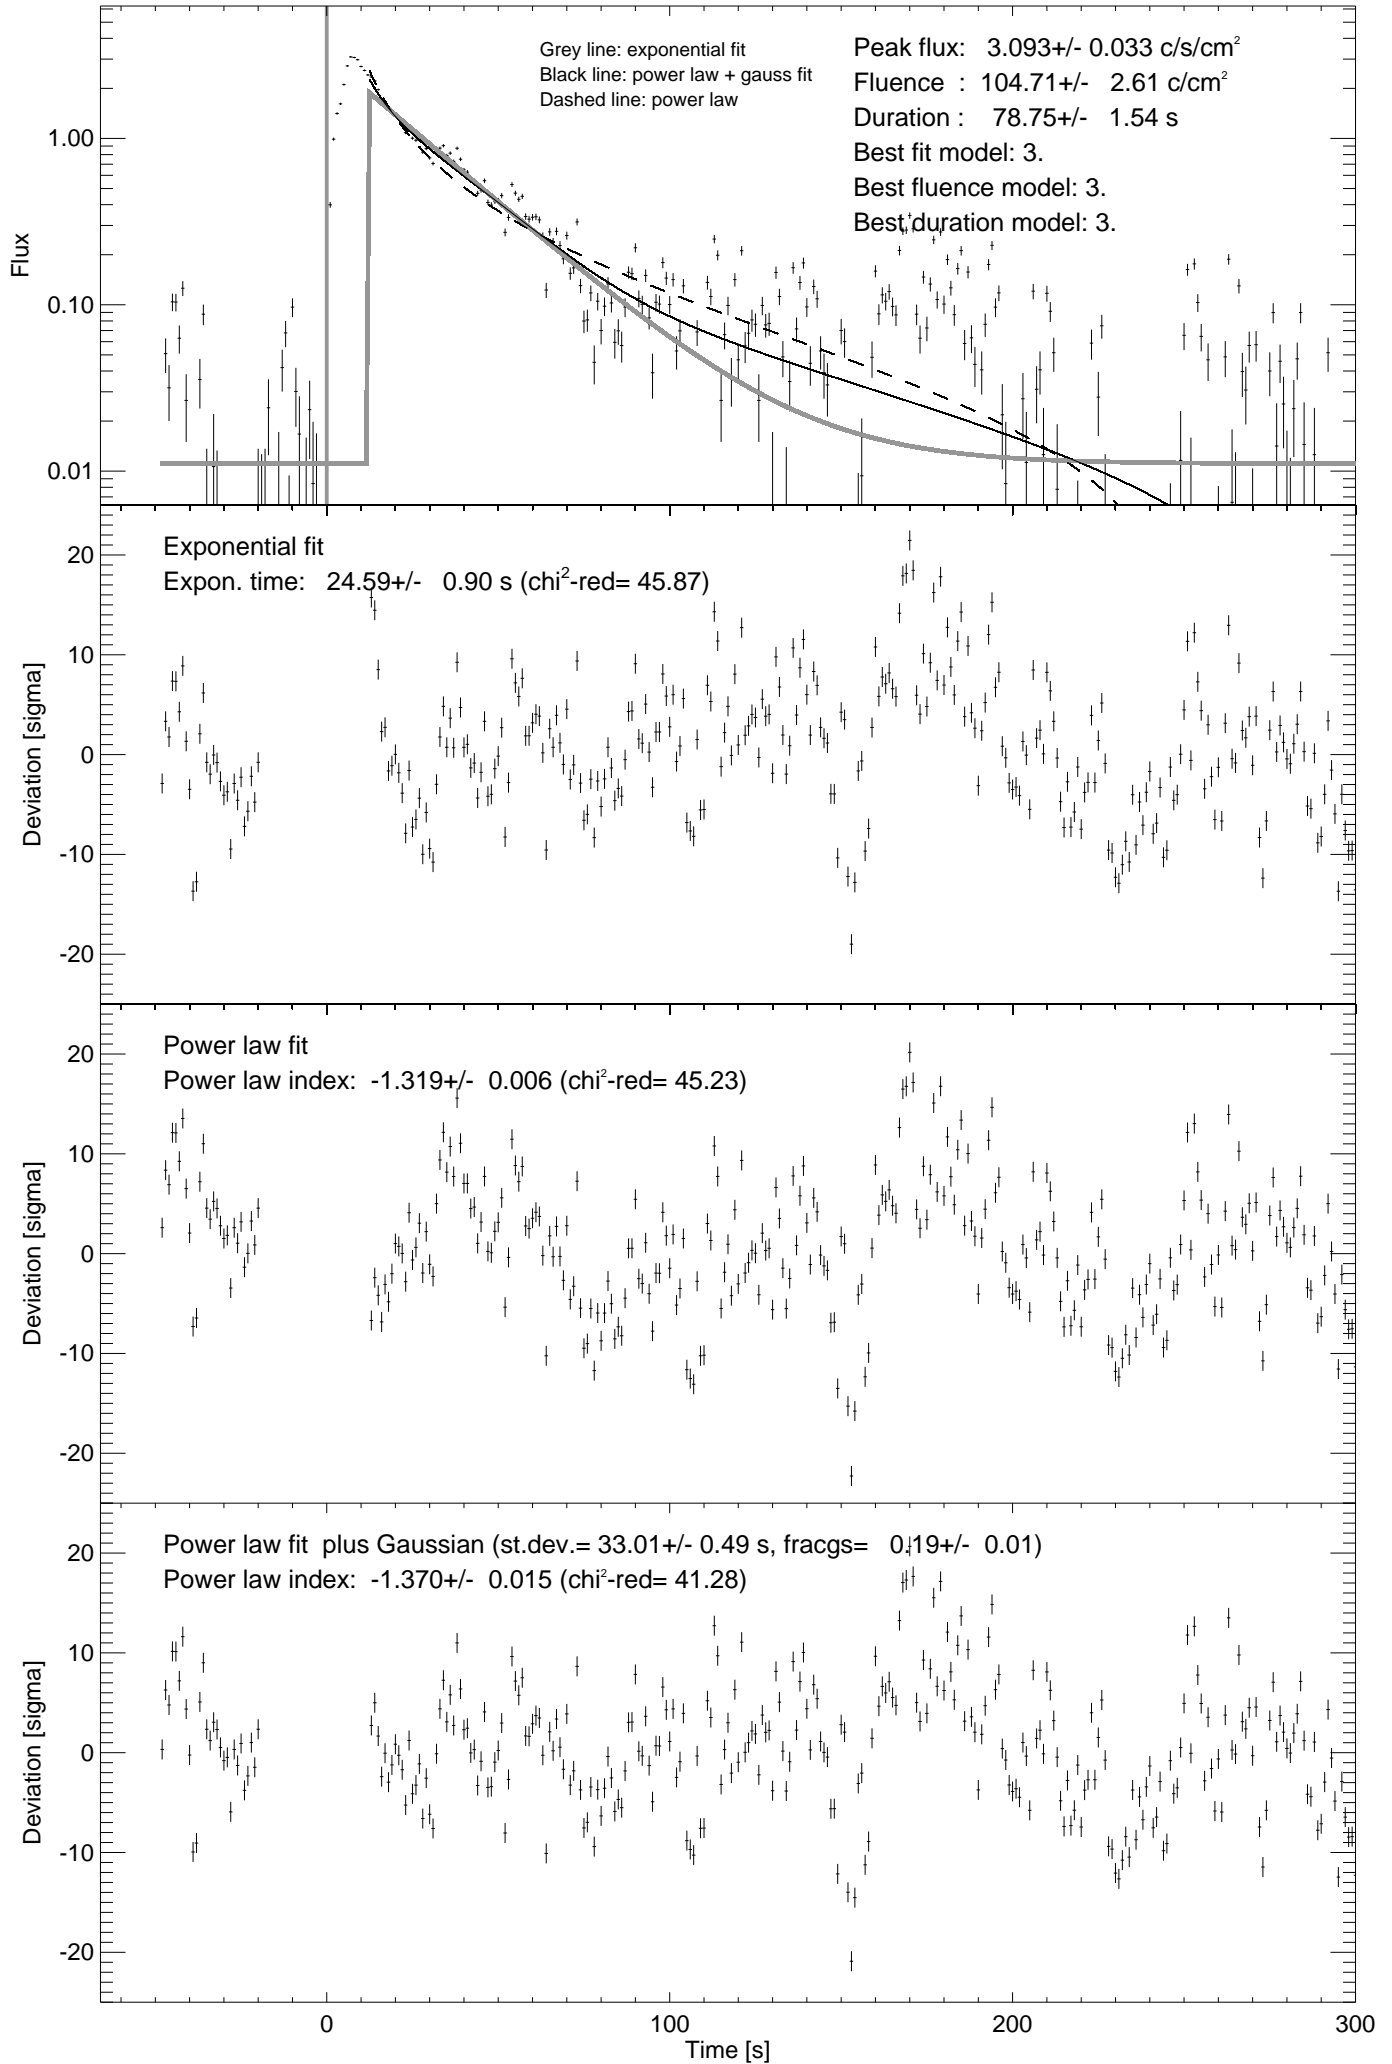 Grey line: exponential fit
Black line: power law + gauss fit
Dashed line: power law
Peak flux: 3.093+/- 0.033 c/s/cm²
Fluence : 104.71+/- 2.61 c/cm²
Duration : 78.75+/- 1.54 s
Best fit model: 3.
Best fluence model: 3.
Best duration model: 3.
Flux
1.00
0.10
0.01
Exponential fit
Expon. time: 24.59+/- 0.90 s (chi²-red= 45.87)
Deviation [sigma]
20
10
0
-10
-20
Power law fit
Power law index: -1.319+/- 0.006 (chi²-red= 45.23)
Deviation [sigma]
20
10
0
-10
-20
Power law fit plus Gaussian (st.dev.= 33.01+/- 0.49 s, fracgs= 0.19+/- 0.01)
Power law index: -1.370+/- 0.015 (chi²-red= 41.28)
Deviation [sigma]
20
10
0
-10
-20
0 100 200 300
Time [s]